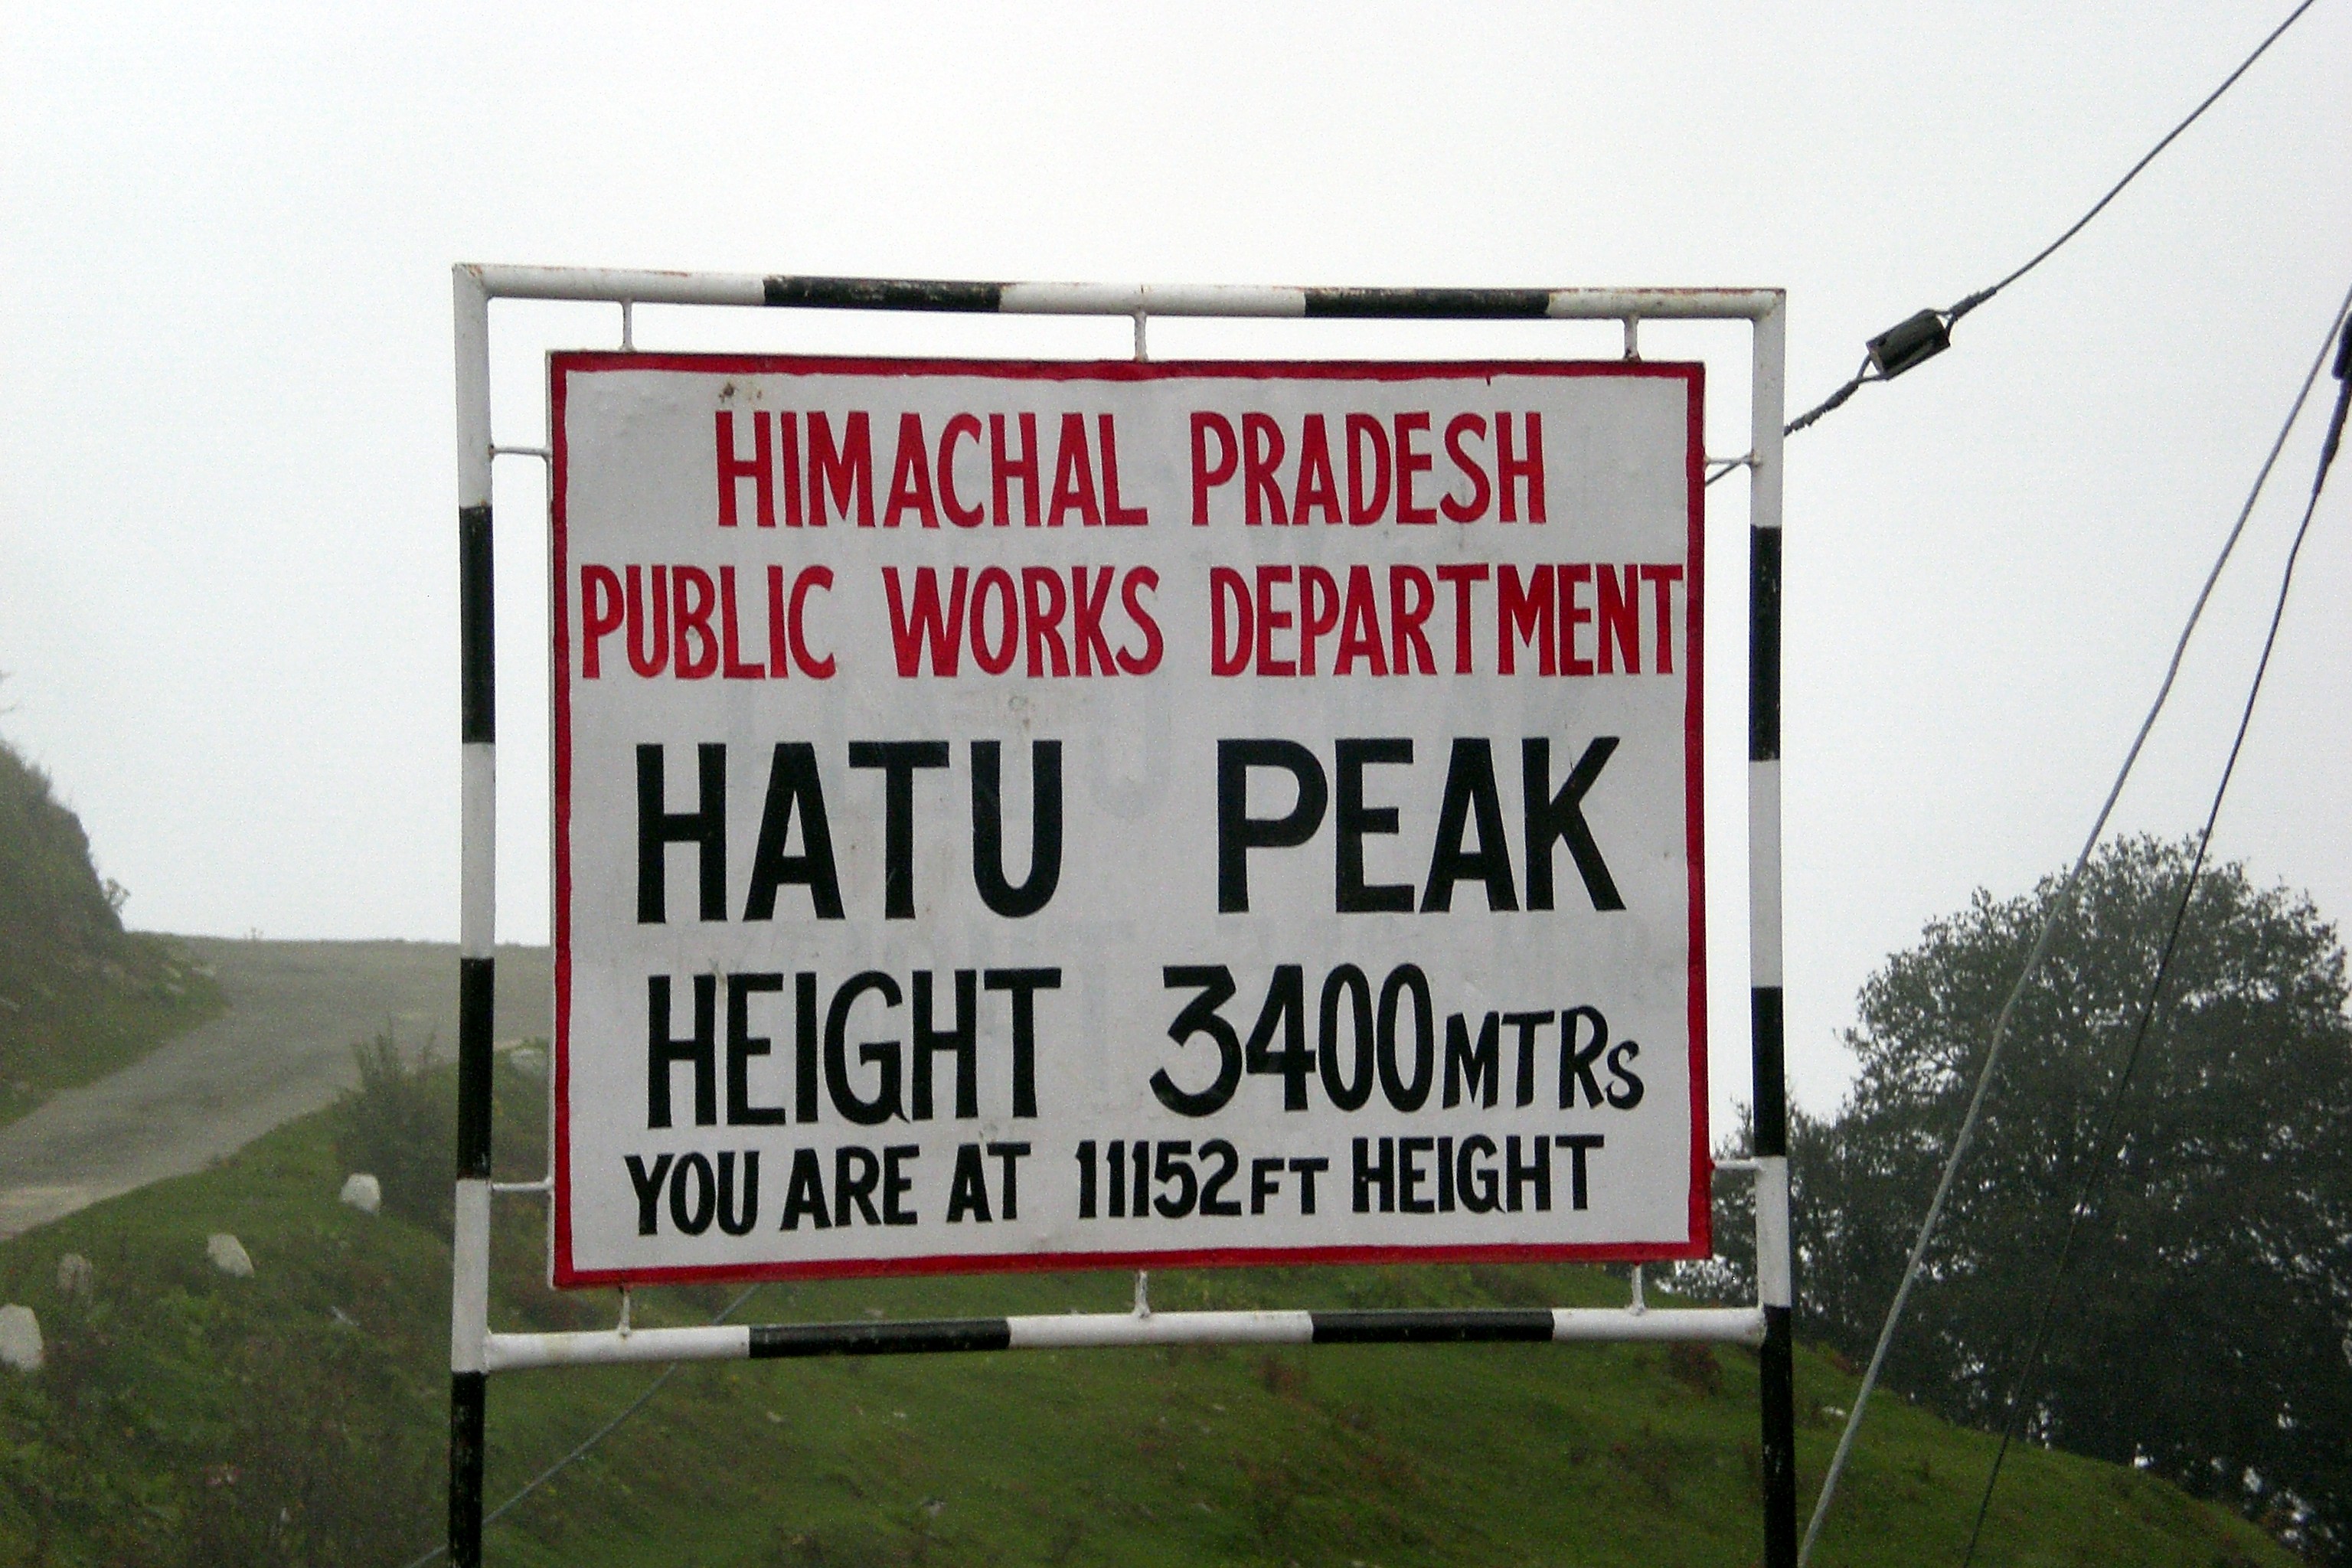 HIMACHAL PRADESH
PUBLIC WORKS DEPARTMENT
HATU PEAK
HEIGHT 3400MTRs
YOU ARE AT 11152FT HEIGHT